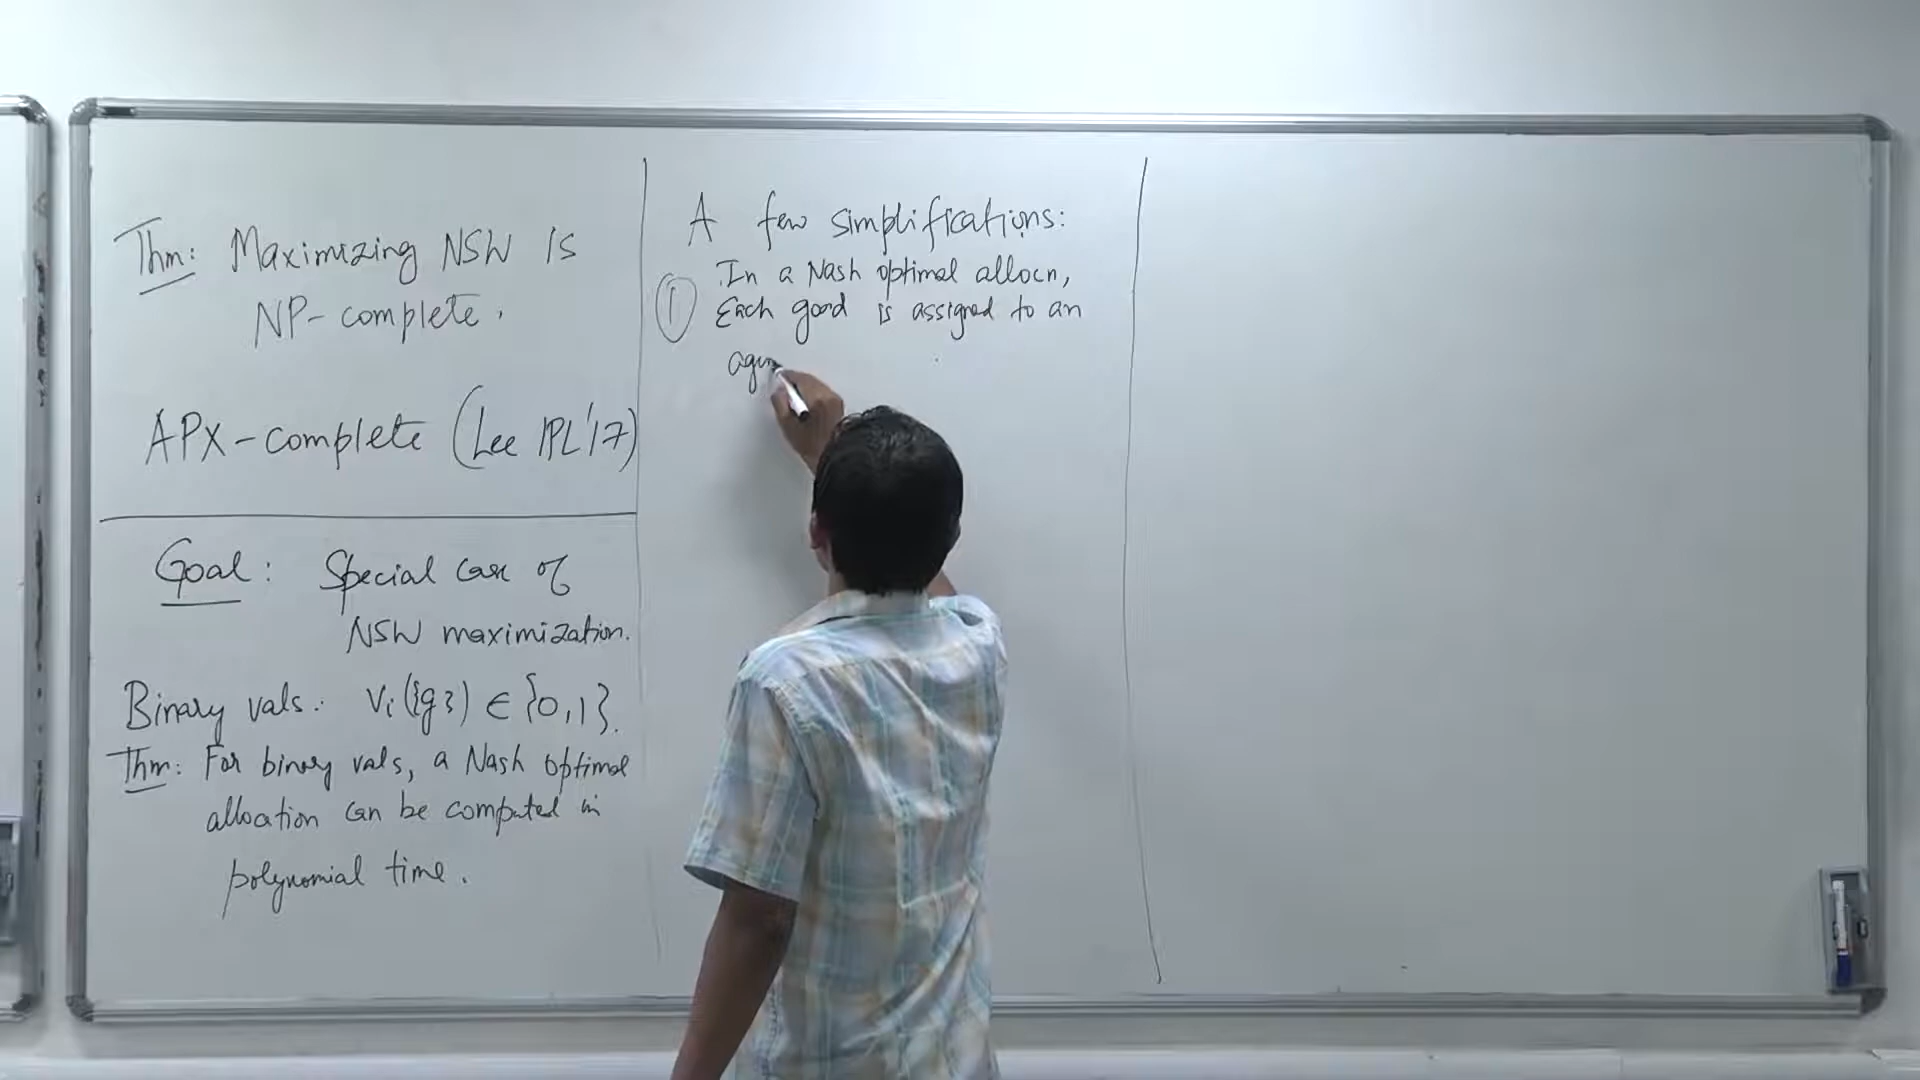 Thm: Maximizing NSW is
NP-complete.
APX-complete (Lee IPL'17)
Goal: Special case of
NSW maximization.
Binary vals: vi({g}) ∈ {0,1}.
Thm: For binary vals, a Nash optimal
allocation can be computed in
polynomial time.
A few simplifications:
① In a Nash optimal allocn,
Each good is assigned to an
agen